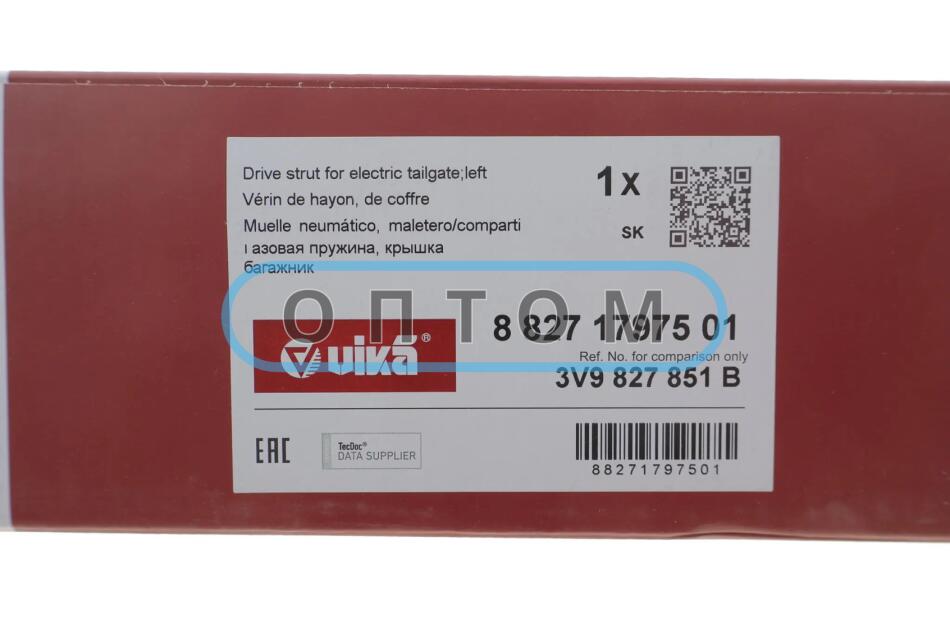 Drive strut for electric tailgate;left
Vérin de hayon, de coffre
Muelle neumático, maletero/comparti
Газовая пружина, крышка
багажник
1x
SK
ОПТОМ
vikā®
8 827 17975 01
Ref. No. for comparison only
3V9 827 851 B
EAC
TecDoc®
DATA SUPPLIER
88271797501